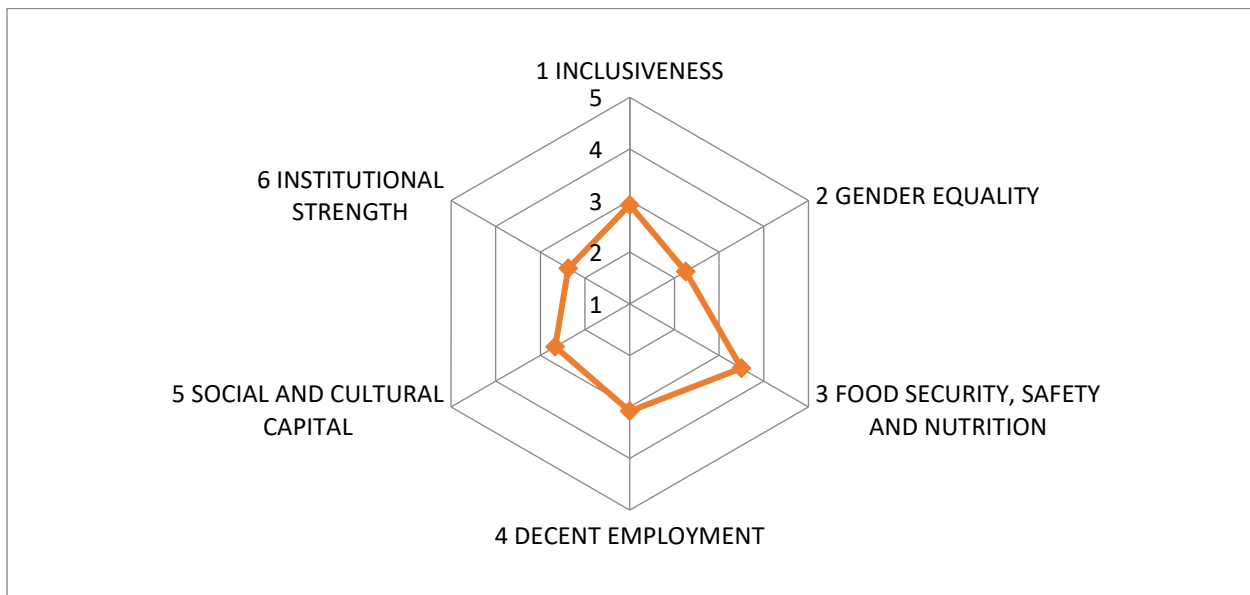 1 INCLUSIVENESS
5
4
3
2
1
2 GENDER EQUALITY
3 FOOD SECURITY, SAFETY
AND NUTRITION
4 DECENT EMPLOYMENT
5 SOCIAL AND CULTURAL
CAPITAL
6 INSTITUTIONAL
STRENGTH